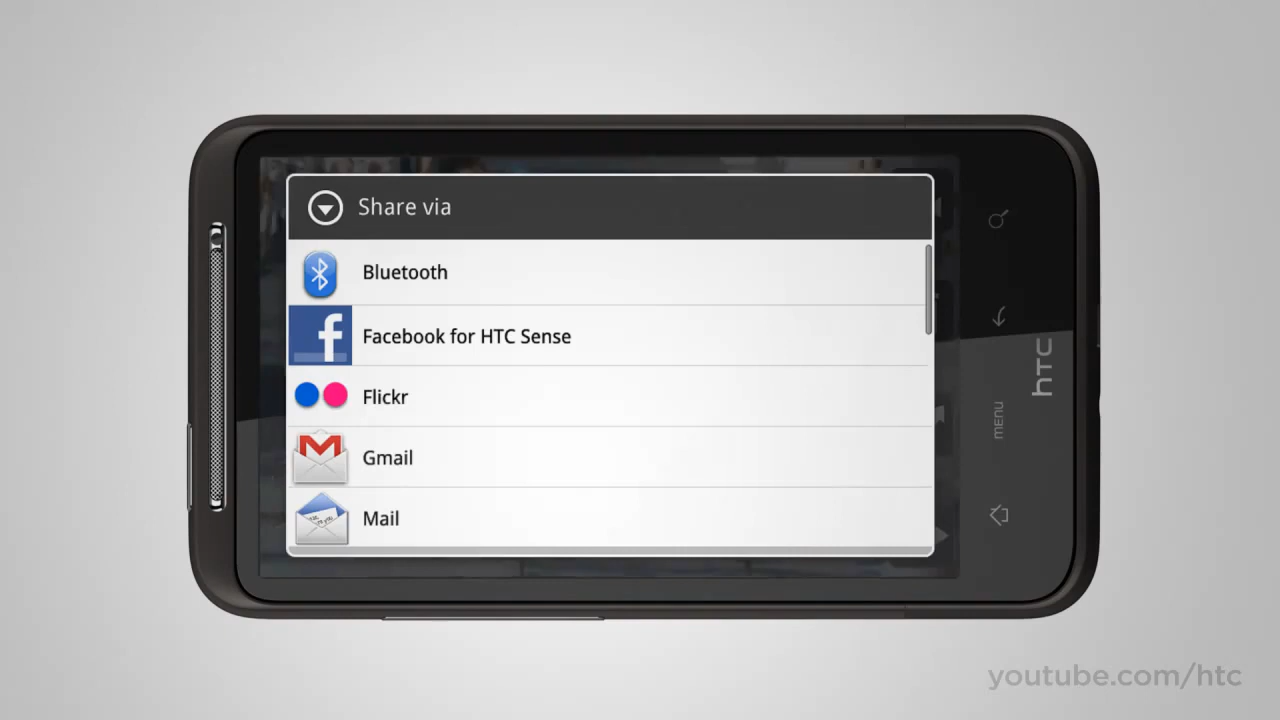 Share via
Bluetooth
Facebook for HTC Sense
Flickr
Gmail
Mail
MENU
hTC
youtube.com/htc